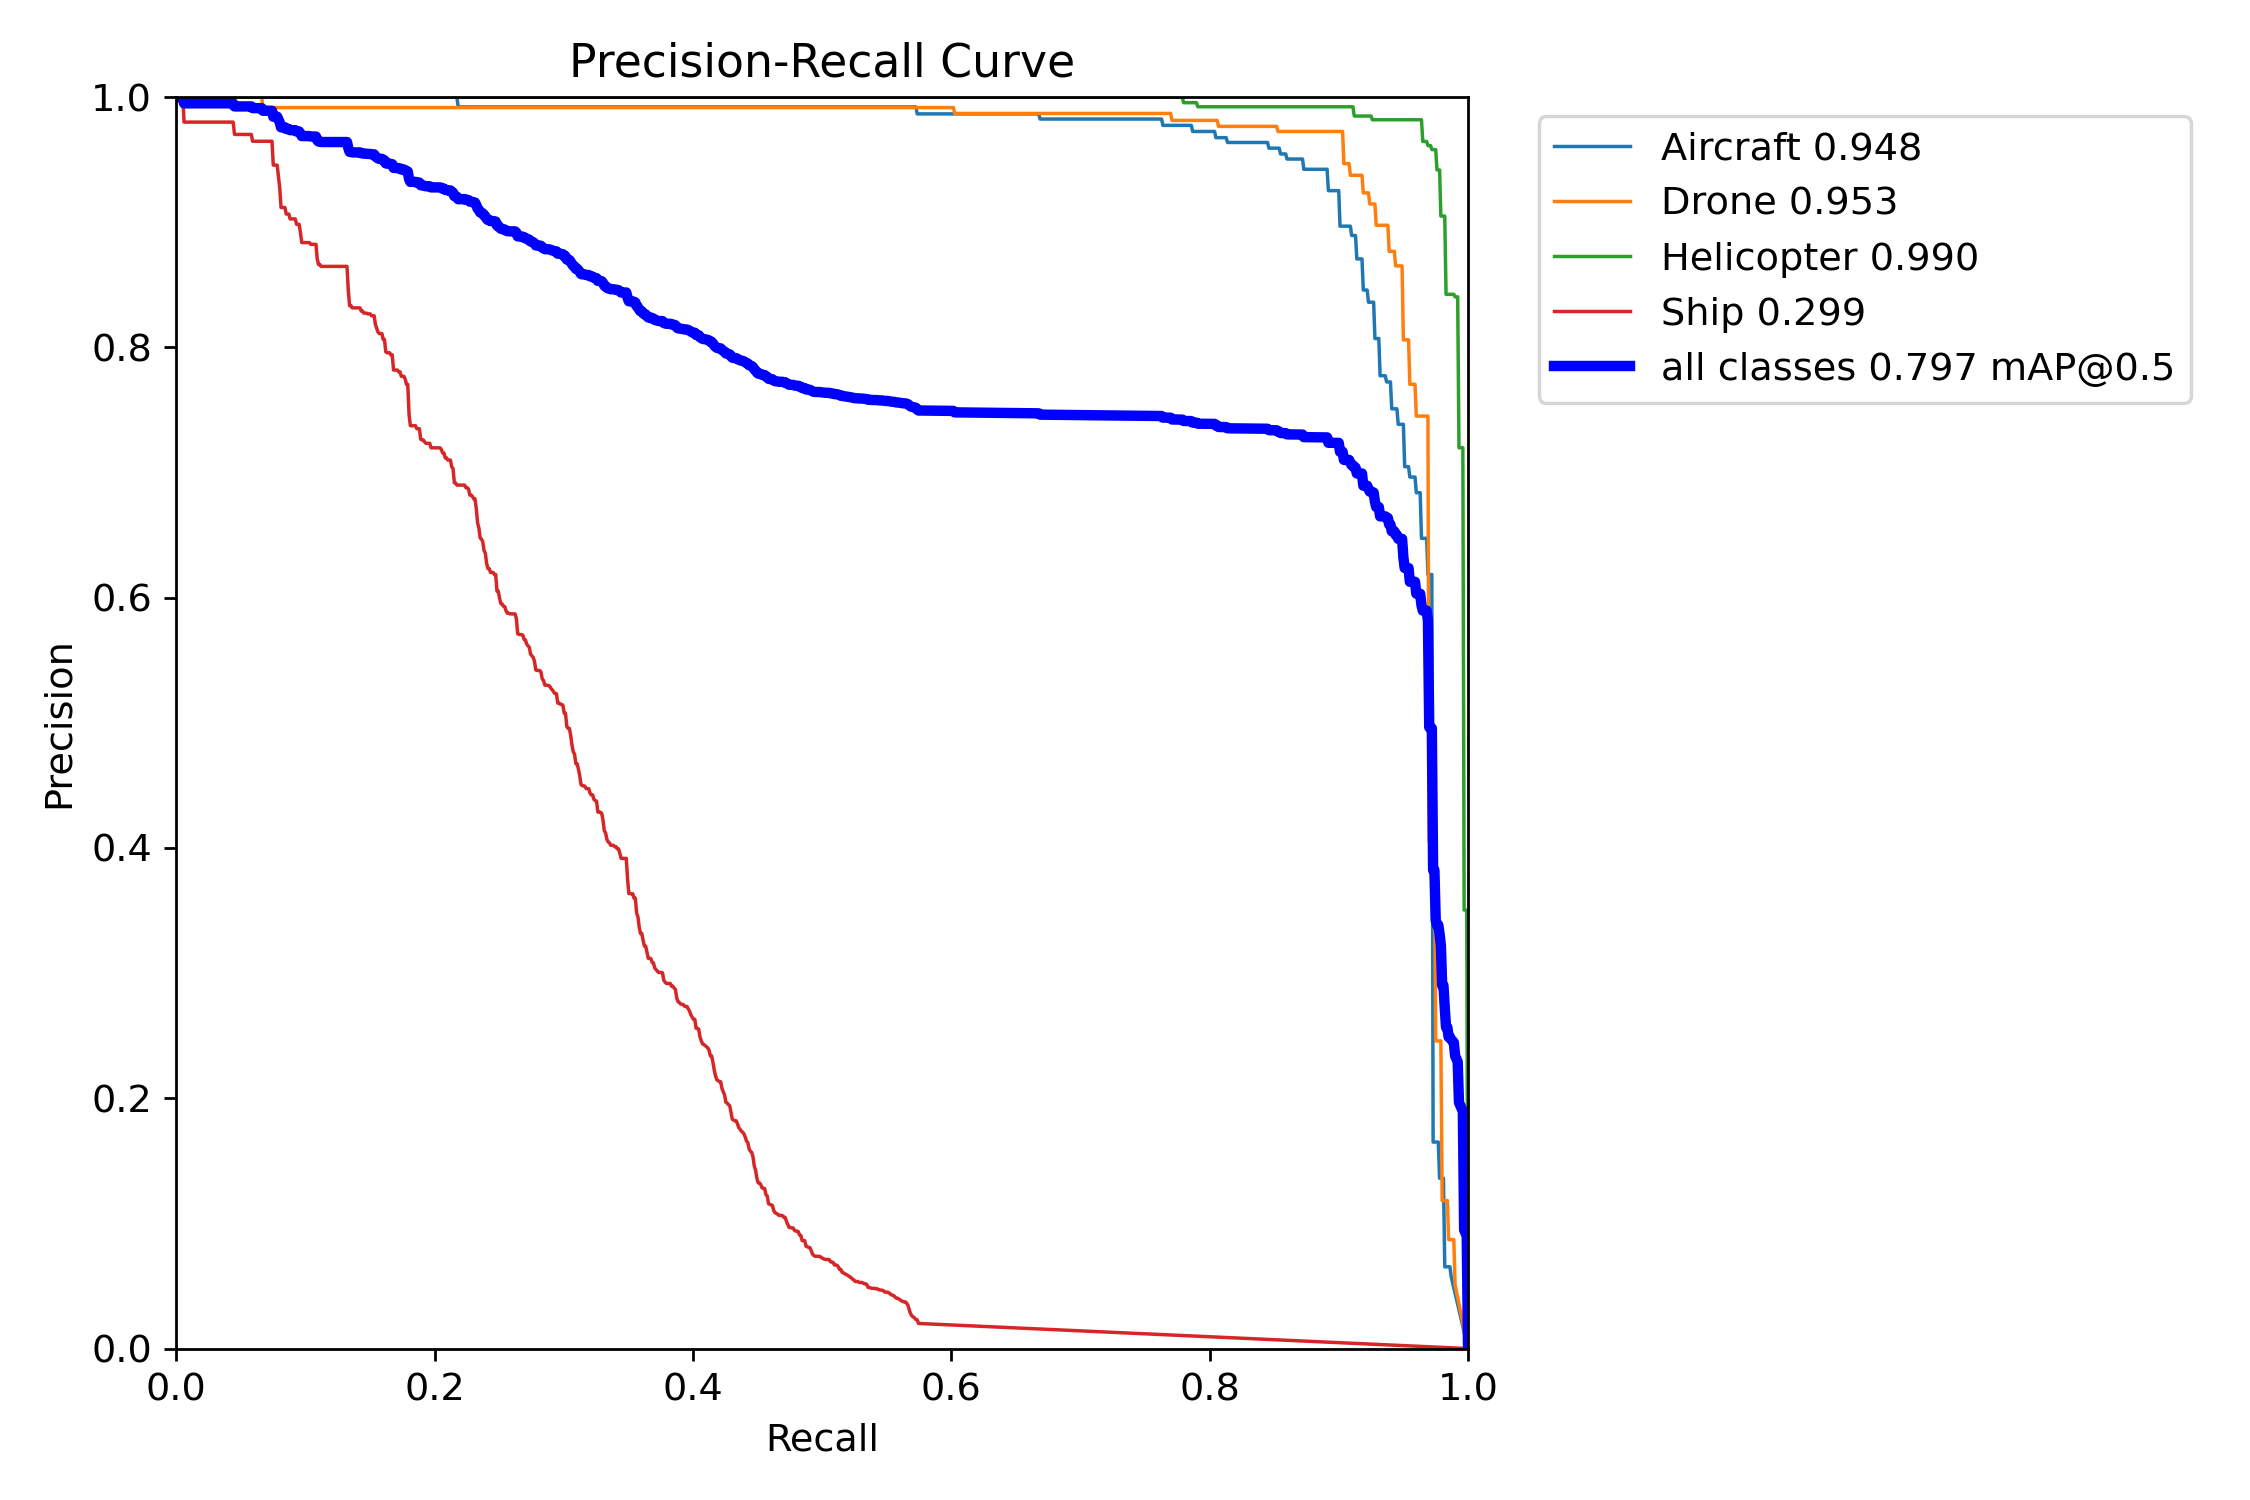 Precision-Recall Curve
1.0
0.8
0.6
0.4
0.2
0.0
Precision
0.0 0.2 0.4 0.6 0.8 1.0
Recall
Aircraft 0.948
Drone 0.953
Helicopter 0.990
Ship 0.299
all classes 0.797 mAP@0.5